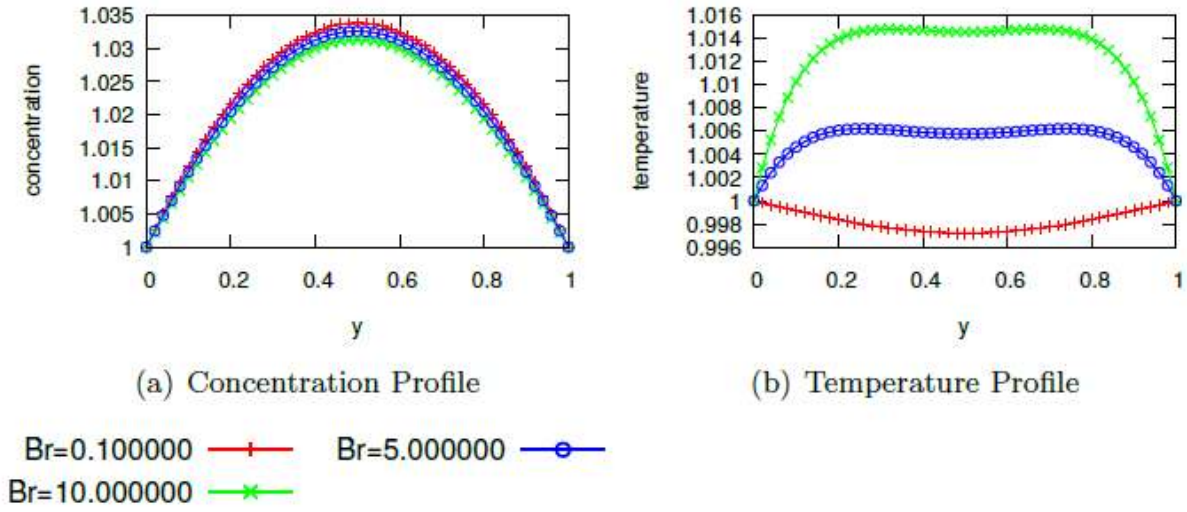 1.035
1.03
1.025
1.02
1.015
1.01
1.005
1
concentration
0 0.2 0.4 0.6 0.8 1
y
(a) Concentration Profile
1.016
1.014
1.012
1.01
1.008
1.006
1.004
1.002
1
0.998
0.996
temperature
0 0.2 0.4 0.6 0.8 1
y
(b) Temperature Profile
Br=0.100000
Br=5.000000
Br=10.000000